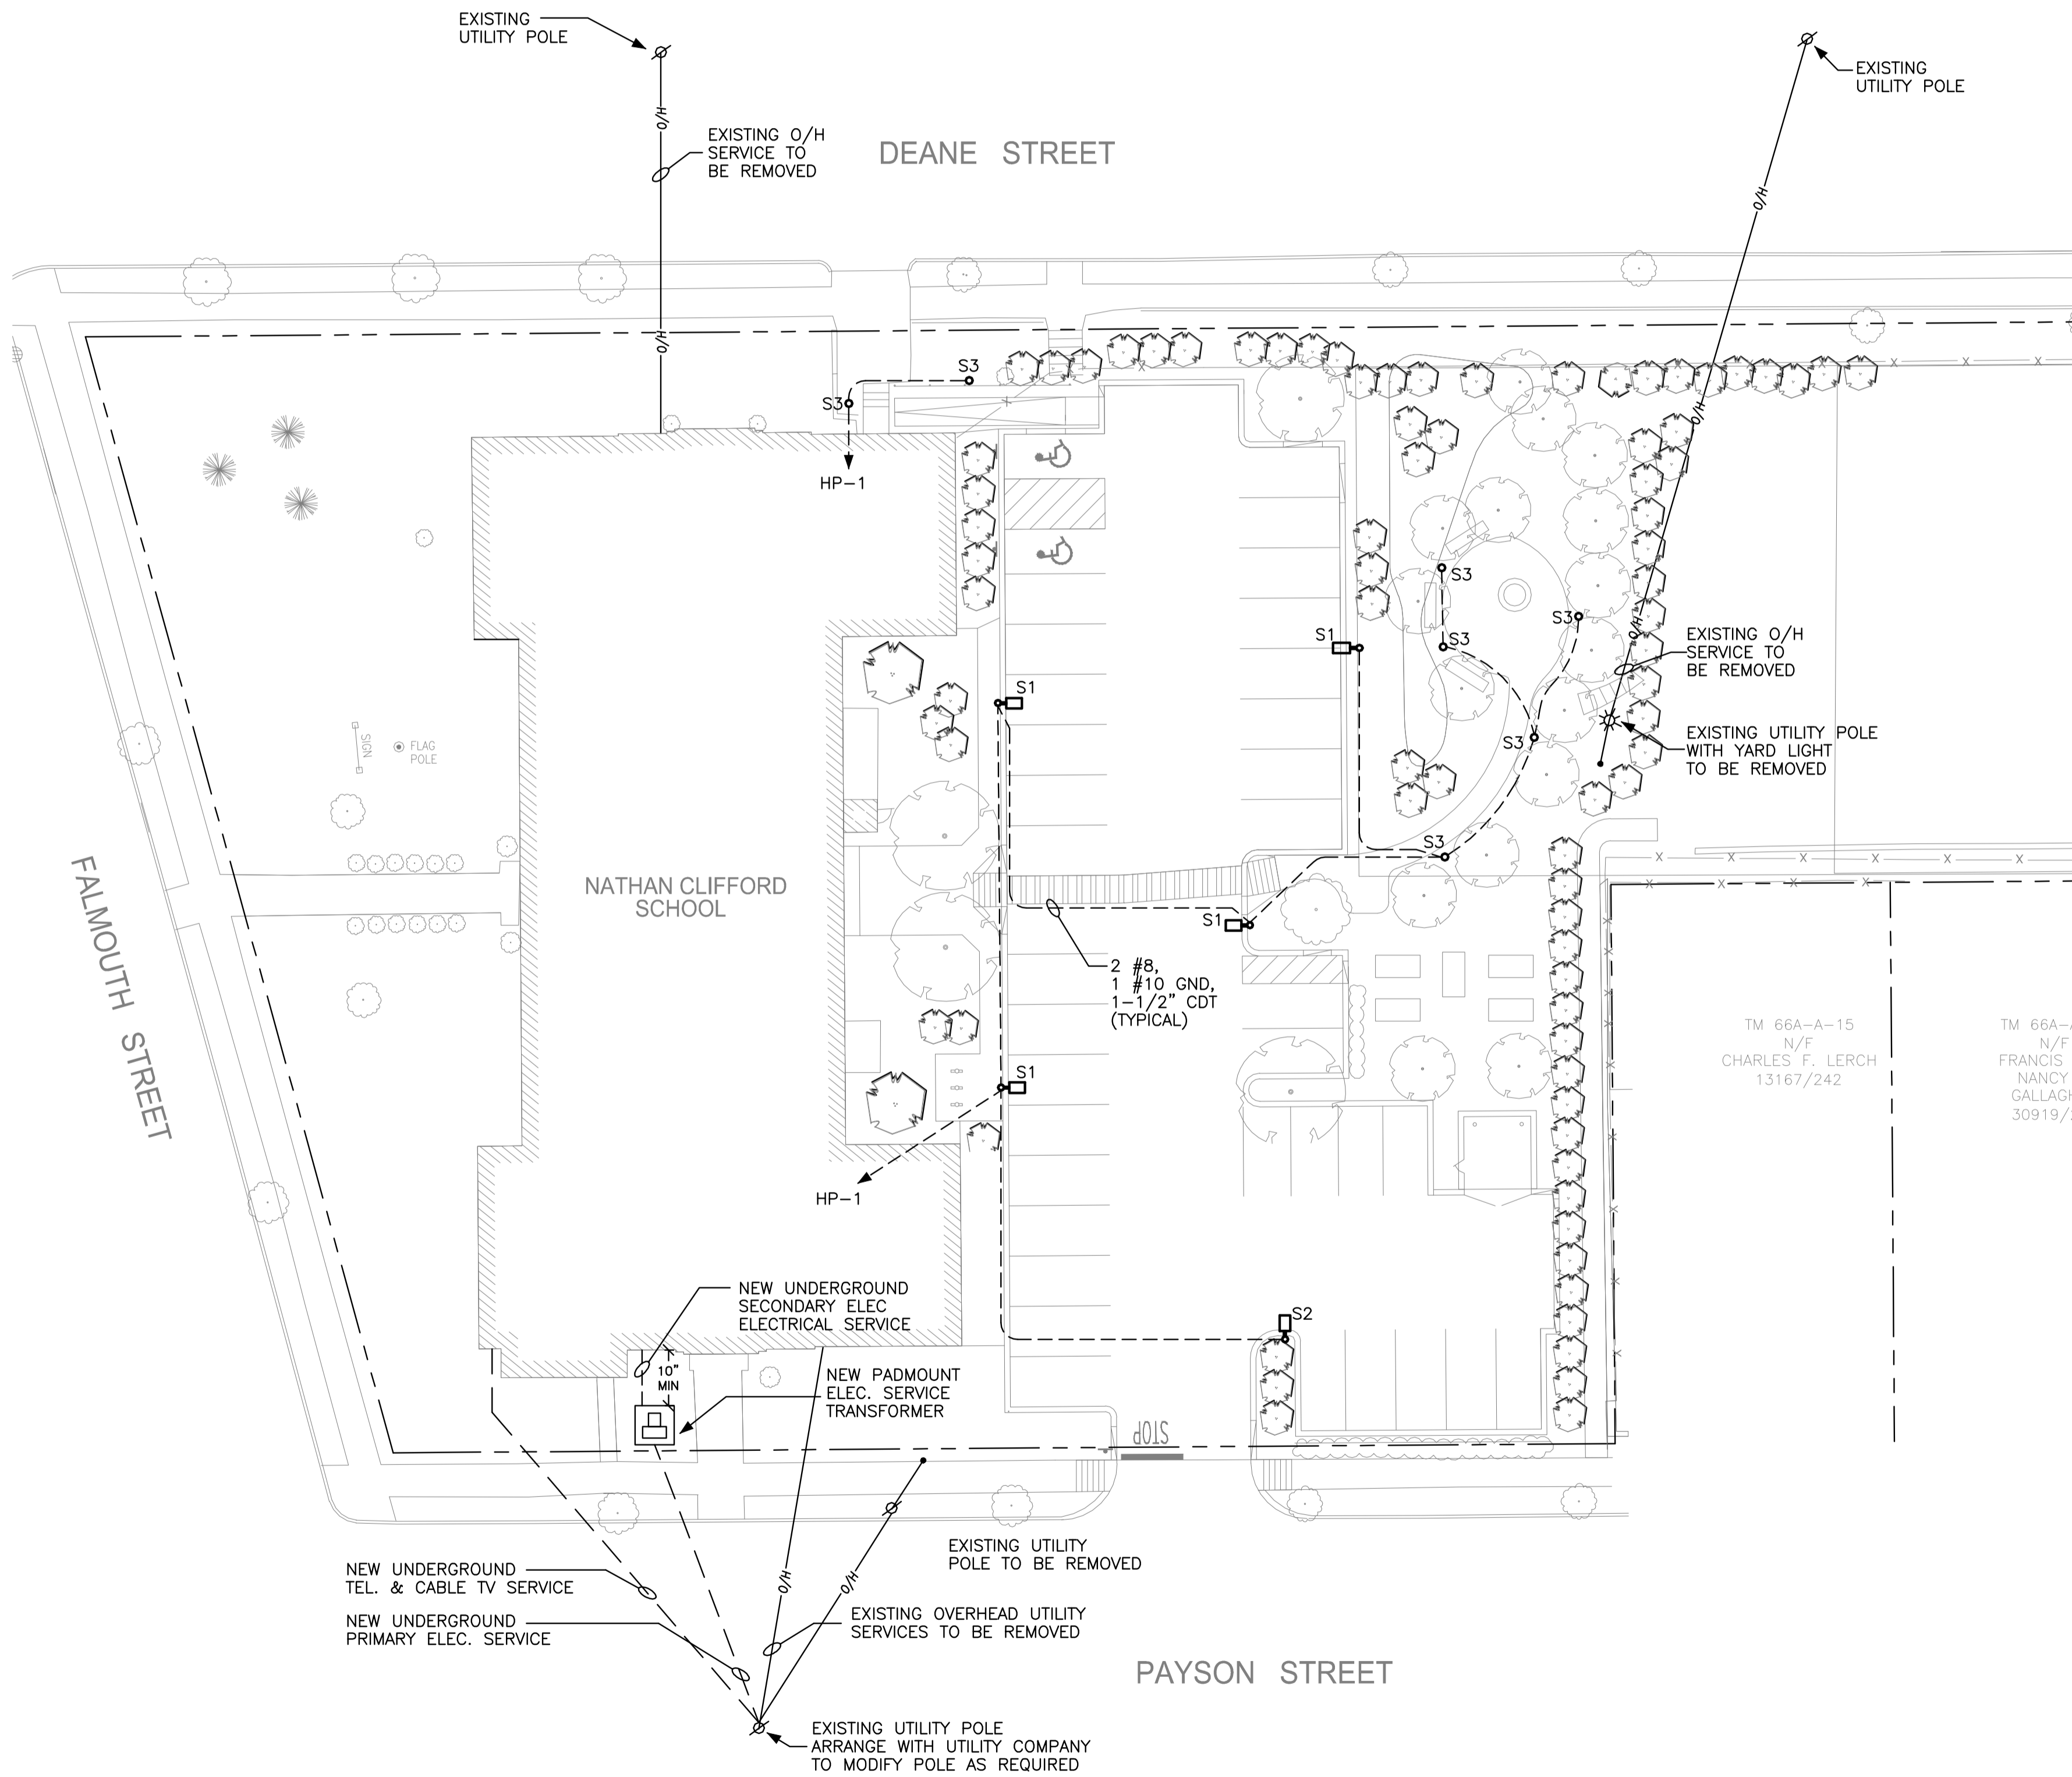 EXISTING
UTILITY POLE
EXISTING
UTILITY POLE
O/H
EXISTING O/H
SERVICE TO
BE REMOVED
DEANE STREET
O/H
O/H
S3
S3
HP-1
O/H
S3
S3
S3
O/H
S1
EXISTING O/H
SERVICE TO
BE REMOVED
S1
SIGN
FLAG
POLE
S3
EXISTING UTILITY POLE
WITH YARD LIGHT
TO BE REMOVED
S3
FALMOUTH STREET
NATHAN CLIFFORD
SCHOOL
S1
2 #8,
1 #10 GND,
1-1/2" CDT
(TYPICAL)
TM 66A-A-15
N/F
CHARLES F. LERCH
13167/242
TM 66A-
N/F
FRANCIS
NANCY
30919/
S1
HP-1
NEW UNDERGROUND
SECONDARY ELEC
ELECTRICAL SERVICE
S2
10"
MIN
NEW PADMOUNT
ELEC. SERVICE
TRANSFORMER
STOP
EXISTING UTILITY
POLE TO BE REMOVED
NEW UNDERGROUND
TEL. & CABLE TV SERVICE
O/H
O/H
NEW UNDERGROUND
PRIMARY ELEC. SERVICE
EXISTING OVERHEAD UTILITY
SERVICES TO BE REMOVED
PAYSON STREET
EXISTING UTILITY POLE
ARRANGE WITH UTILITY COMPANY
TO MODIFY POLE AS REQUIRED